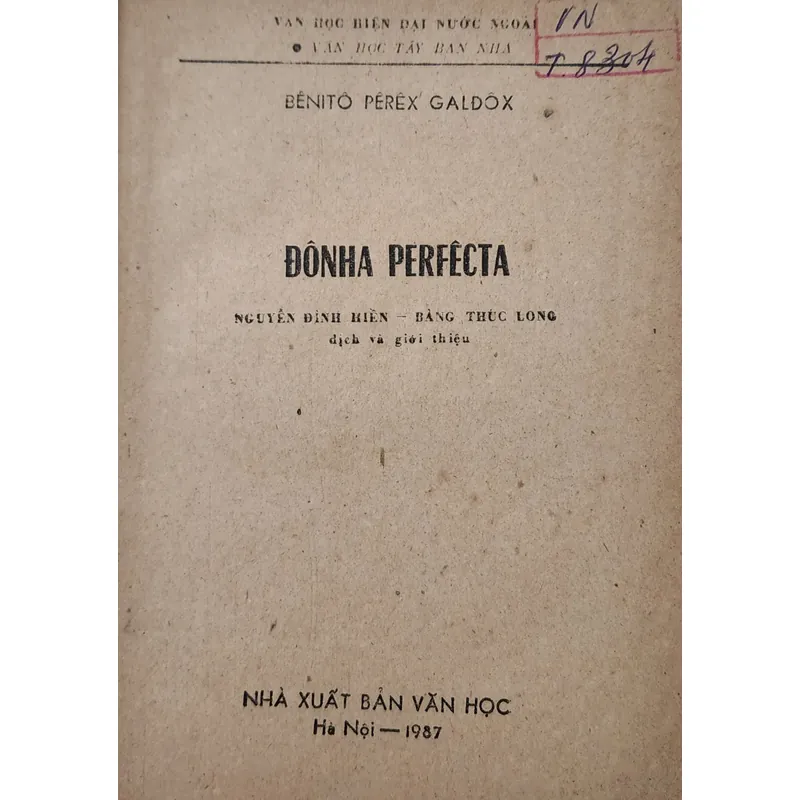 VĂN HỌC HIỆN ĐẠI NƯỚC NGOÀI
● VĂN HỌC TÂY BAN NHA
VN
T. 8304
BÊNITÔ PÊRÊX GALĐÔX
ĐÔNHA PERFÊCTA
NGUYỄN ĐÌNH HIỀN — BẰNG THÚC LONG
dịch và giới thiệu
NHÀ XUẤT BẢN VĂN HỌC
Hà Nội — 1987